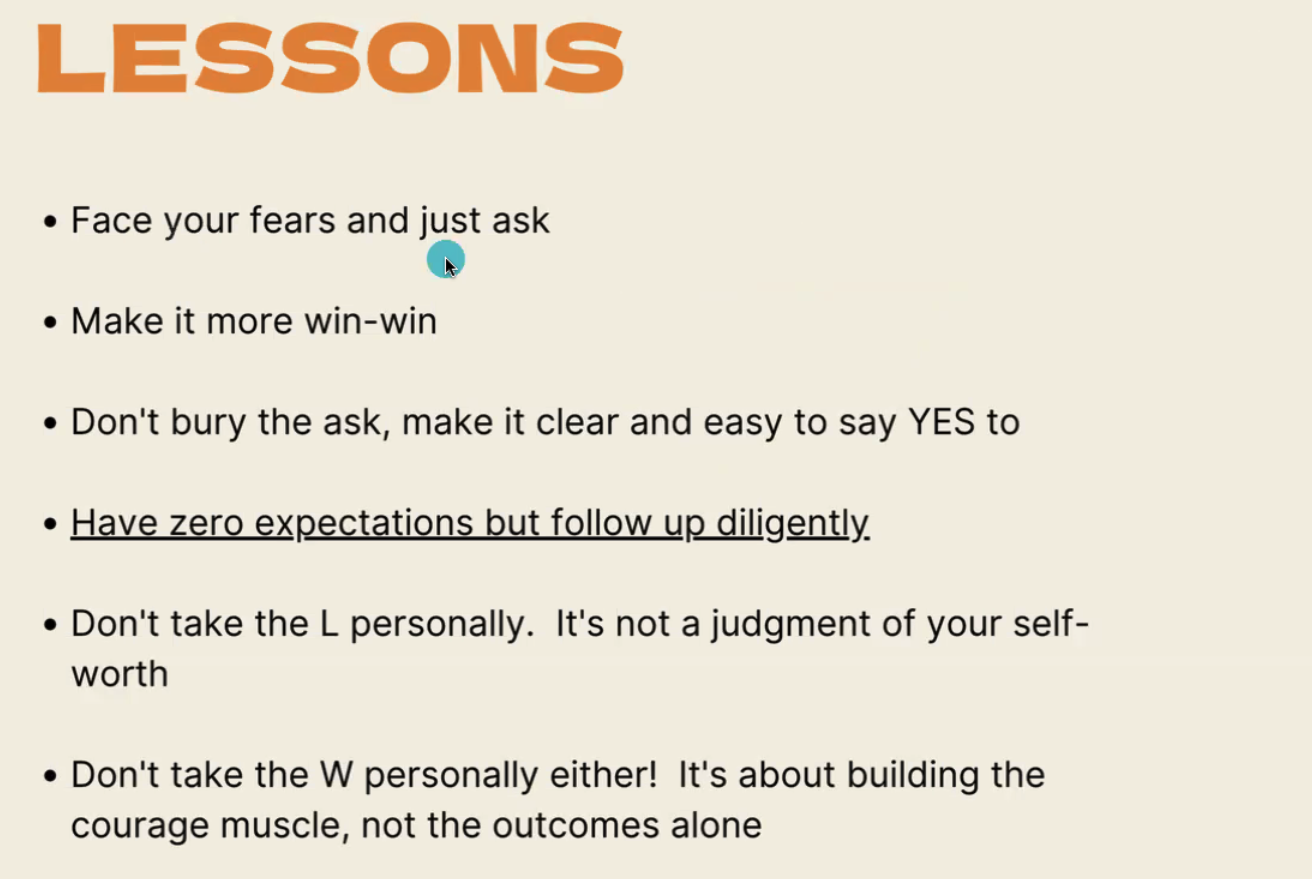 LESSONS
• Face your fears and just ask
• Make it more win-win
• Don't bury the ask, make it clear and easy to say YES to
• Have zero expectations but follow up diligently
• Don't take the L personally.  It's not a judgment of your self-
worth
• Don't take the W personally either!  It's about building the
courage muscle, not the outcomes alone